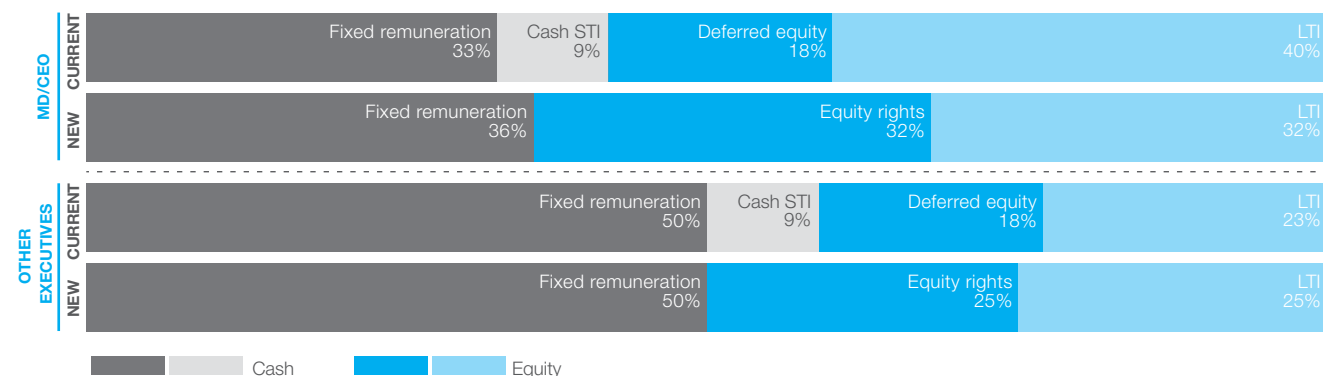 MD/CEO
CURRENT
Fixed remuneration
33%
Cash STI
9%
Deferred equity
18%
LTI
40%
NEW
Fixed remuneration
36%
Equity rights
32%
LTI
32%
OTHER
EXECUTIVES
CURRENT
Fixed remuneration
50%
Cash STI
9%
Deferred equity
18%
LTI
23%
NEW
Fixed remuneration
50%
Equity rights
25%
LTI
25%
Cash
Equity